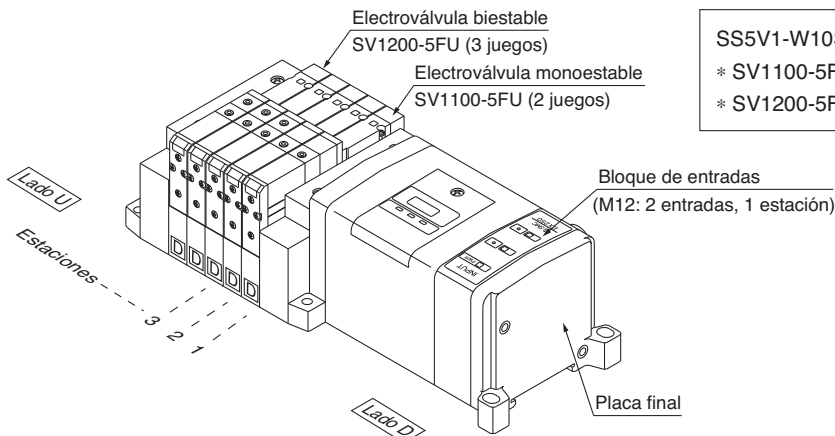 Electroválvula biestable
SV1200-5FU (3 juegos)
Electroválvula monoestable
SV1100-5FU (2 juegos)
SS5V1-W10
* SV1100-5F
* SV1200-5F
Bloque de entradas
(M12: 2 entradas, 1 estación)
Lado U
Estaciones
3
2
1
INPUT
Placa final
Lado D